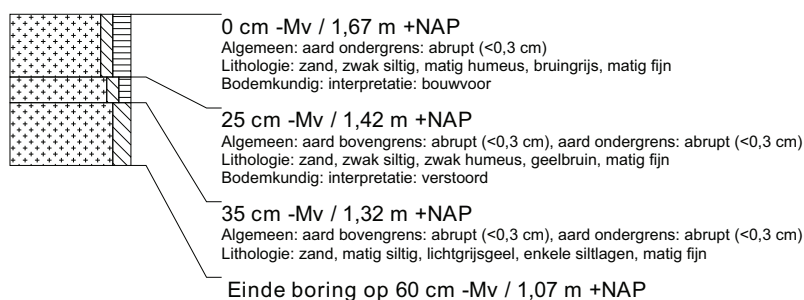 0 cm -Mv / 1,67 m +NAP
Algemeen: aard ondergrens: abrupt (<0,3 cm)
Lithologie: zand, zwak siltig, matig humeus, bruingrijs, matig fijn
Bodemkundig: interpretatie: bouwvoor
25 cm -Mv / 1,42 m +NAP
Algemeen: aard bovengrens: abrupt (<0,3 cm), aard ondergrens: abrupt (<0,3 cm)
Lithologie: zand, zwak siltig, zwak humeus, geelbruin, matig fijn
Bodemkundig: interpretatie: verstoord
35 cm -Mv / 1,32 m +NAP
Algemeen: aard bovengrens: abrupt (<0,3 cm), aard ondergrens: abrupt (<0,3 cm)
Lithologie: zand, matig siltig, lichtgrijsgeel, enkele siltlagen, matig fijn
Einde boring op 60 cm -Mv / 1,07 m +NAP